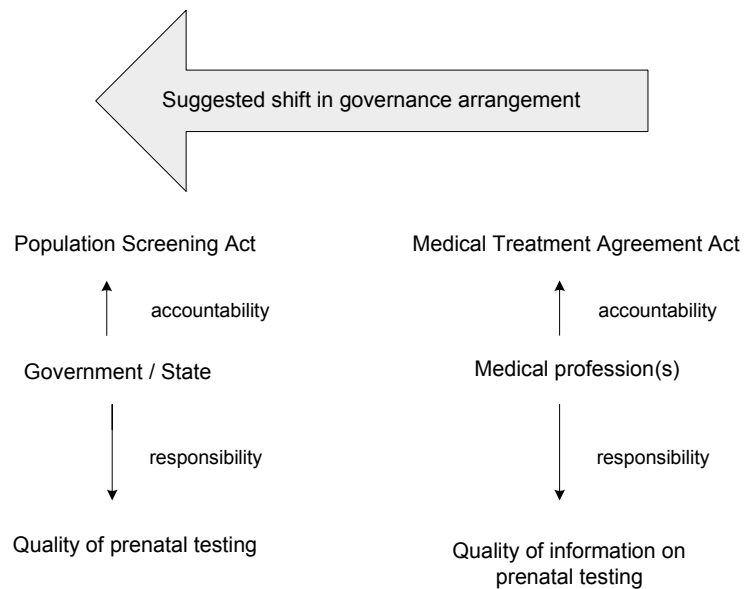 Suggested shift in governance arrangement
Population Screening Act
Medical Treatment Agreement Act
accountability
accountability
Government / State
Medical profession(s)
responsibility
responsibility
Quality of prenatal testing
Quality of information on
prenatal testing